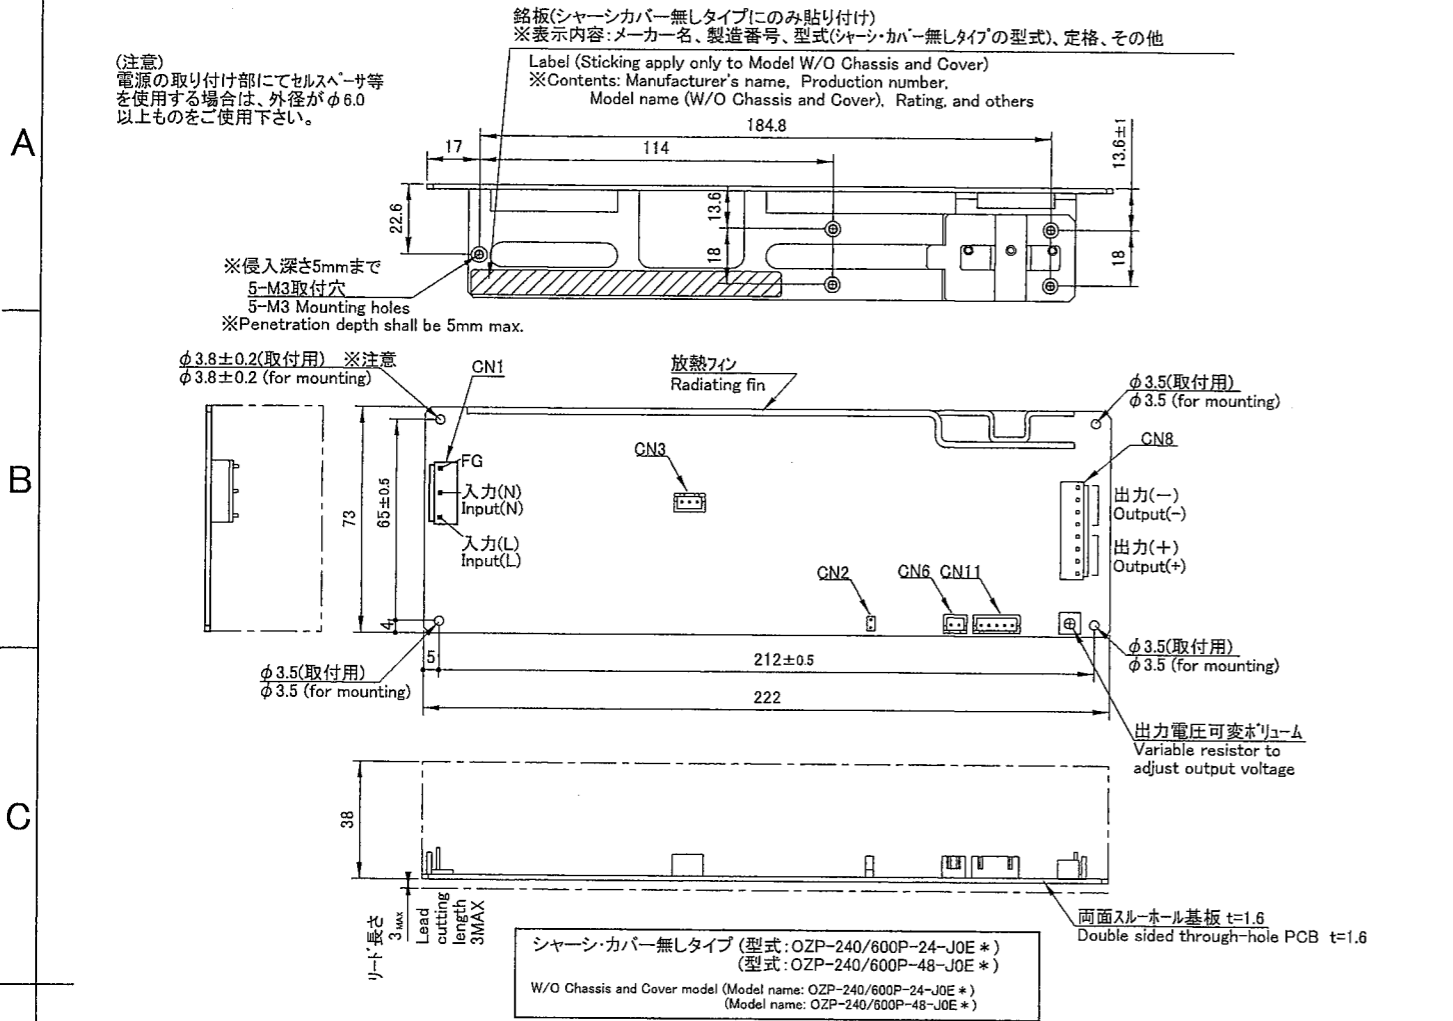 銘板(シャーシカバー無しタイプにのみ貼り付け)
※表示内容:メーカー名、製造番号、型式(シャーシ・カバー無しタイプの型式)、定格、その他
Label (Sticking apply only to Model W/O Chassis and Cover)
※Contents: Manufacturer's name, Production number,
Model name (W/O Chassis and Cover), Rating, and others
(注意)
電源の取り付け部にてセルスペーサ等
を使用する場合は、外径がφ6.0
以上ものをご使用下さい。
A
184.8
17
114
13.6±1
22.6
13.6
18
18
※侵入深さ5mmまで
5-M3取付穴
5-M3 Mounting holes
※Penetration depth shall be 5mm max.
φ3.8±0.2(取付用) ※注意
φ3.8±0.2 (for mounting)
CN1
放熱フィン
Radiating fin
φ3.5(取付用)
φ3.5 (for mounting)
B
CN8
CN3
FG
入力(N)
Input(N)
入力(L)
Input(L)
出力(-)
Output(-)
出力(+)
Output(+)
73
65±0.5
4
CN2
CN6
CN11
5
212±0.5
222
φ3.5(取付用)
φ3.5 (for mounting)
φ3.5(取付用)
φ3.5 (for mounting)
出力電圧可変ボリューム
Variable resistor to
adjust output voltage
C
38
リード長さ
3MAX
Lead
cutting
length
3MAX
両面スルーホール基板 t=1.6
Double sided through-hole PCB t=1.6
シャーシ・カバー無しタイプ (型式:OZP-240/600P-24-J0E*)
(型式:OZP-240/600P-48-J0E*)
W/O Chassis and Cover model (Model name: OZP-240/600P-24-J0E*)
(Model name: OZP-240/600P-48-J0E*)